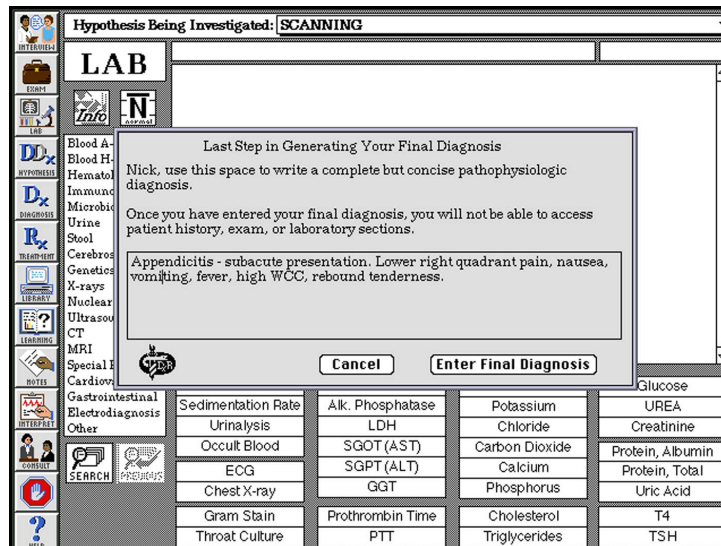 Hypothesis Being Investigated: SCANNING
INTERVIEW
LAB
EXAM
Info
N
normal
LAB
HYPOTHESIS
DDx
DIAGNOSIS
Dx
TREATMENT
Rx
LIBRARY
LEARNING
NOTES
INTERPRET
CONSULT
HELP
Blood A-
Blood H-
Hematol
Immuno
Microbio
Urine
Stool
Cerebros
Genetics
X-rays
Nuclear
Ultrasou
CT
MRI
Special
Cardiov
Gastrointestinal
Electrodiagnosis
Other
SEARCH
PREVIOUS
Last Step in Generating Your Final Diagnosis
Nick, use this space to write a complete but concise pathophysiologic
diagnosis.
Once you have entered your final diagnosis, you will not be able to access
patient history, exam, or laboratory sections.
Appendicitis - subacute presentation. Lower right quadrant pain, nausea,
vomiting, fever, high WCC, rebound tenderness.
Cancel
Enter Final Diagnosis
Glucose
Sedimentation Rate Alk. Phosphatase Potassium UREA
Urinalysis LDH Chloride Creatinine
Occult Blood SGOT (AST) Carbon Dioxide Protein, Albumin
ECG SGPT (ALT) Calcium Protein, Total
Chest X-ray GGT Phosphorus Uric Acid
Gram Stain Prothrombin Time Cholesterol T4
Throat Culture PTT Triglycerides TSH